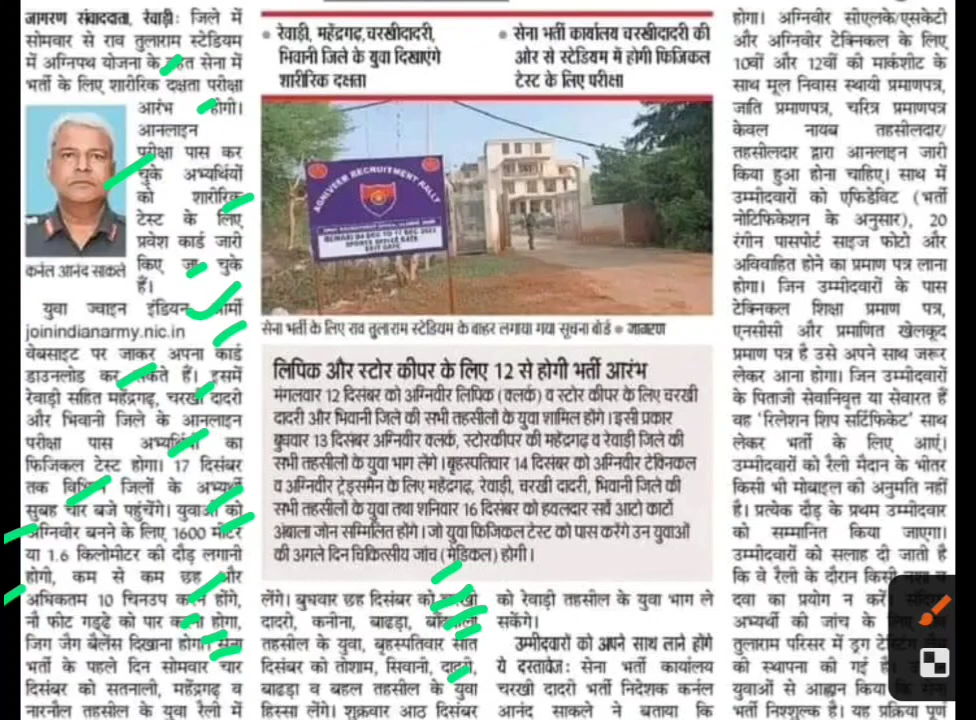 जागरण संवाददाता, रेवाड़ी: जिले में
सोमवार से राव तुलाराम स्टेडियम
में अग्निपथ योजना के तहत सेना में
भर्ती के लिए शारीरिक दक्षता परीक्षा
आरंभ होगी।
आनलाइन
परीक्षा पास कर
चुके अभ्यर्थियों
को शारीरिक
टेस्ट के लिए
प्रवेश कार्ड जारी
किए जा चुके
हैं।
कर्नल आनंद साकले
युवा ज्वाइन इंडियन आर्मी
joinindianarmy.nic.in
वेबसाइट पर जाकर अपना कार्ड
डाउनलोड कर सकते हैं। इसमें
रेवाड़ी सहित महेंद्रगढ़, चरखी दादरी
और भिवानी जिले के आनलाइन
परीक्षा पास अभ्यर्थियों का
फिजिकल टेस्ट होगा। 17 दिसंबर
तक विभिन्न जिलों के अभ्यर्थी
सुबह चार बजे पहुंचेंगे। युवाओं को
अग्निवीर बनने के लिए 1600 मीटर
या 1.6 किलोमीटर की दौड़ लगानी
होगी, कम से कम छह और
अधिकतम 10 चिनउप करने होंगे,
नौ फीट गड्ढे को पार करना होगा,
जिग जैग बैलेंस दिखाना होगा। सेना
भर्ती के पहले दिन सोमवार चार
दिसंबर को सतनाली, महेंद्रगढ़ व
नारनौल तहसील के युवा रैली में
रेवाड़ी, महेंद्रगढ़,चरखीदादरी,
भिवानी जिले के युवा दिखाएंगे
शारीरिक दक्षता
सेना भर्ती कार्यालय चरखीदादरी की
ओर से स्टेडियम में होगी फिजिकल
टेस्ट के लिए परीक्षा
AGNIVEER RECRUITMENT RALLY
सेना भर्ती के लिए राव तुलाराम स्टेडियम के बाहर लगाया गया सूचना बोर्ड ● जागरण
लिपिक और स्टोर कीपर के लिए 12 से होगी भर्ती आरंभ
मंगलवार 12 दिसंबर को अग्निवीर लिपिक (क्लर्क) व स्टोर कीपर के लिए चरखी
दादरी और भिवानी जिले की सभी तहसीलों के युवा शामिल होंगे। इसी प्रकार
बुधवार 13 दिसंबर अग्निवीर क्लर्क, स्टोरकीपर की महेंद्रगढ़ व रेवाड़ी जिले की
सभी तहसीलों के युवा भाग लेंगे। बृहस्पतिवार 14 दिसंबर को अग्निवीर टेक्निकल
व अग्निवीर ट्रेड्समैन के लिए महेंद्रगढ़, रेवाड़ी, चरखी दादरी, भिवानी जिले की
सभी तहसीलों के युवा तथा शनिवार 16 दिसंबर को हवलदार सर्वे आटो कार्टो
अंबाला जोन सम्मिलित होंगे। जो युवा फिजिकल टेस्ट को पास करेंगे उन युवाओं
की अगले दिन चिकित्सीय जांच (मेडिकल) होगी।
लेंगे। बुधवार छह दिसंबर को चरखी
दादरी, कनीना, बाढड़ा, बौंदकलां
तहसील के युवा, बृहस्पतिवार सात
दिसंबर को तोशाम, सिवानी, दादरी,
बाढड़ा व बहल तहसील के युवा
हिस्सा लेंगे। शुक्रवार आठ दिसंबर
को रेवाड़ी तहसील के युवा भाग ले
सकेंगे।
उम्मीदवारों को अपने साथ लाने होंगे
ये दस्तावेज: सेना भर्ती कार्यालय
चरखी दादरी भर्ती निदेशक कर्नल
आनंद साकले ने बताया कि
होगा। अग्निवीर सीएलके/एसकेटी
और अग्निवीर टेक्निकल के लिए
10वीं और 12वीं की मार्कशीट के
साथ मूल निवास स्थायी प्रमाणपत्र,
जाति प्रमाणपत्र, चरित्र प्रमाणपत्र
केवल नायब तहसीलदार/
तहसीलदार द्वारा आनलाइन जारी
किया हुआ होना चाहिए। साथ में
उम्मीदवारों को एफिडेविट (भर्ती
नोटिफिकेशन के अनुसार), 20
रंगीन पासपोर्ट साइज फोटो और
अविवाहित होने का प्रमाण पत्र लाना
होगा। जिन उम्मीदवारों के पास
टेक्निकल शिक्षा प्रमाण पत्र,
एनसीसी और प्रमाणित खेलकूद
प्रमाण पत्र है उसे अपने साथ जरूर
लेकर आना होगा। जिन उम्मीदवारों
के पिताजी सेवानिवृत्त या सेवारत हैं
वह 'रिलेशन शिप सर्टिफिकेट' साथ
लेकर भर्ती के लिए आएं।
उम्मीदवारों को रैली मैदान के भीतर
किसी भी मोबाइल की अनुमति नहीं
है। प्रत्येक दौड़ के प्रथम उम्मीदवार
को सम्मानित किया जाएगा।
उम्मीदवारों को सलाह दी जाती है
कि वे रैली के दौरान किसी
दवा का प्रयोग न करें।
अभ्यर्थी की जांच के लिए
तुलाराम परिसर में ड्रग
की स्थापना की गई है।
युवाओं से आह्वान किया
भर्ती निशुल्क है। यह प्रक्रिया पूर्ण